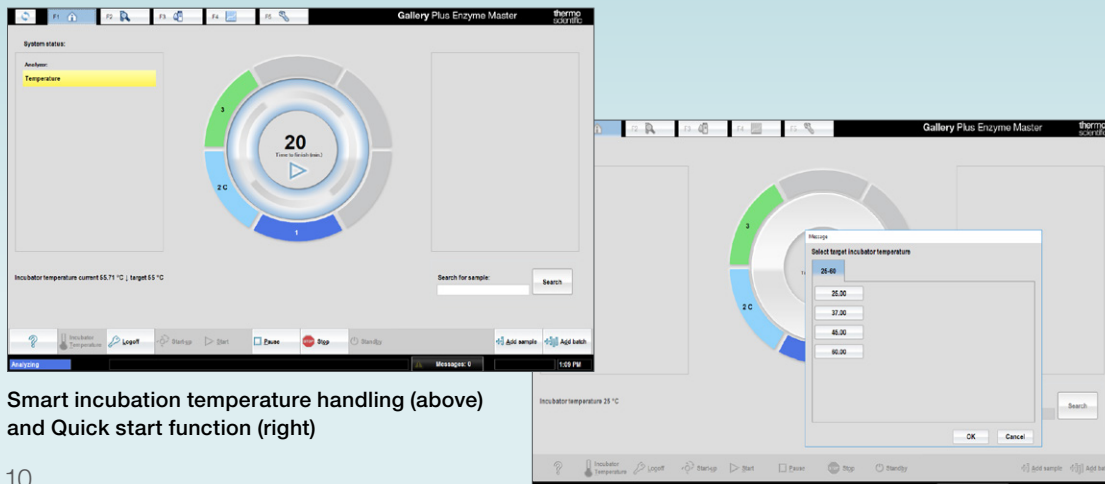 F1 F2 F3 F4 F5 Gallery Plus Enzyme Master thermo scientific
System status:
Analyzer:
Temperature
3
2 C
1
20
Time to finish (min.)
Incubator temperature current 55.71 °C ↓ target 55 °C
Search for sample:
Search
Incubator Temperature
Logoff
Start-up
Start
Pause
Stop
Standby
Add sample
Add batch
Analyzing
Messages: 0
1:09 PM
F2 F3 F4 F5 Gallery Plus Enzyme Master thermo scientific
3
2 C
Message
Select target incubator temperature
25-60
25.00
37.00
45.00
60.00
OK
Cancel
Incubator temperature 25 °C
Search
Incubator Temperature
Logoff
Start-up
Start
Pause
Stop
Standby
Add sample
Smart incubation temperature handling (above)
and Quick start function (right)
10